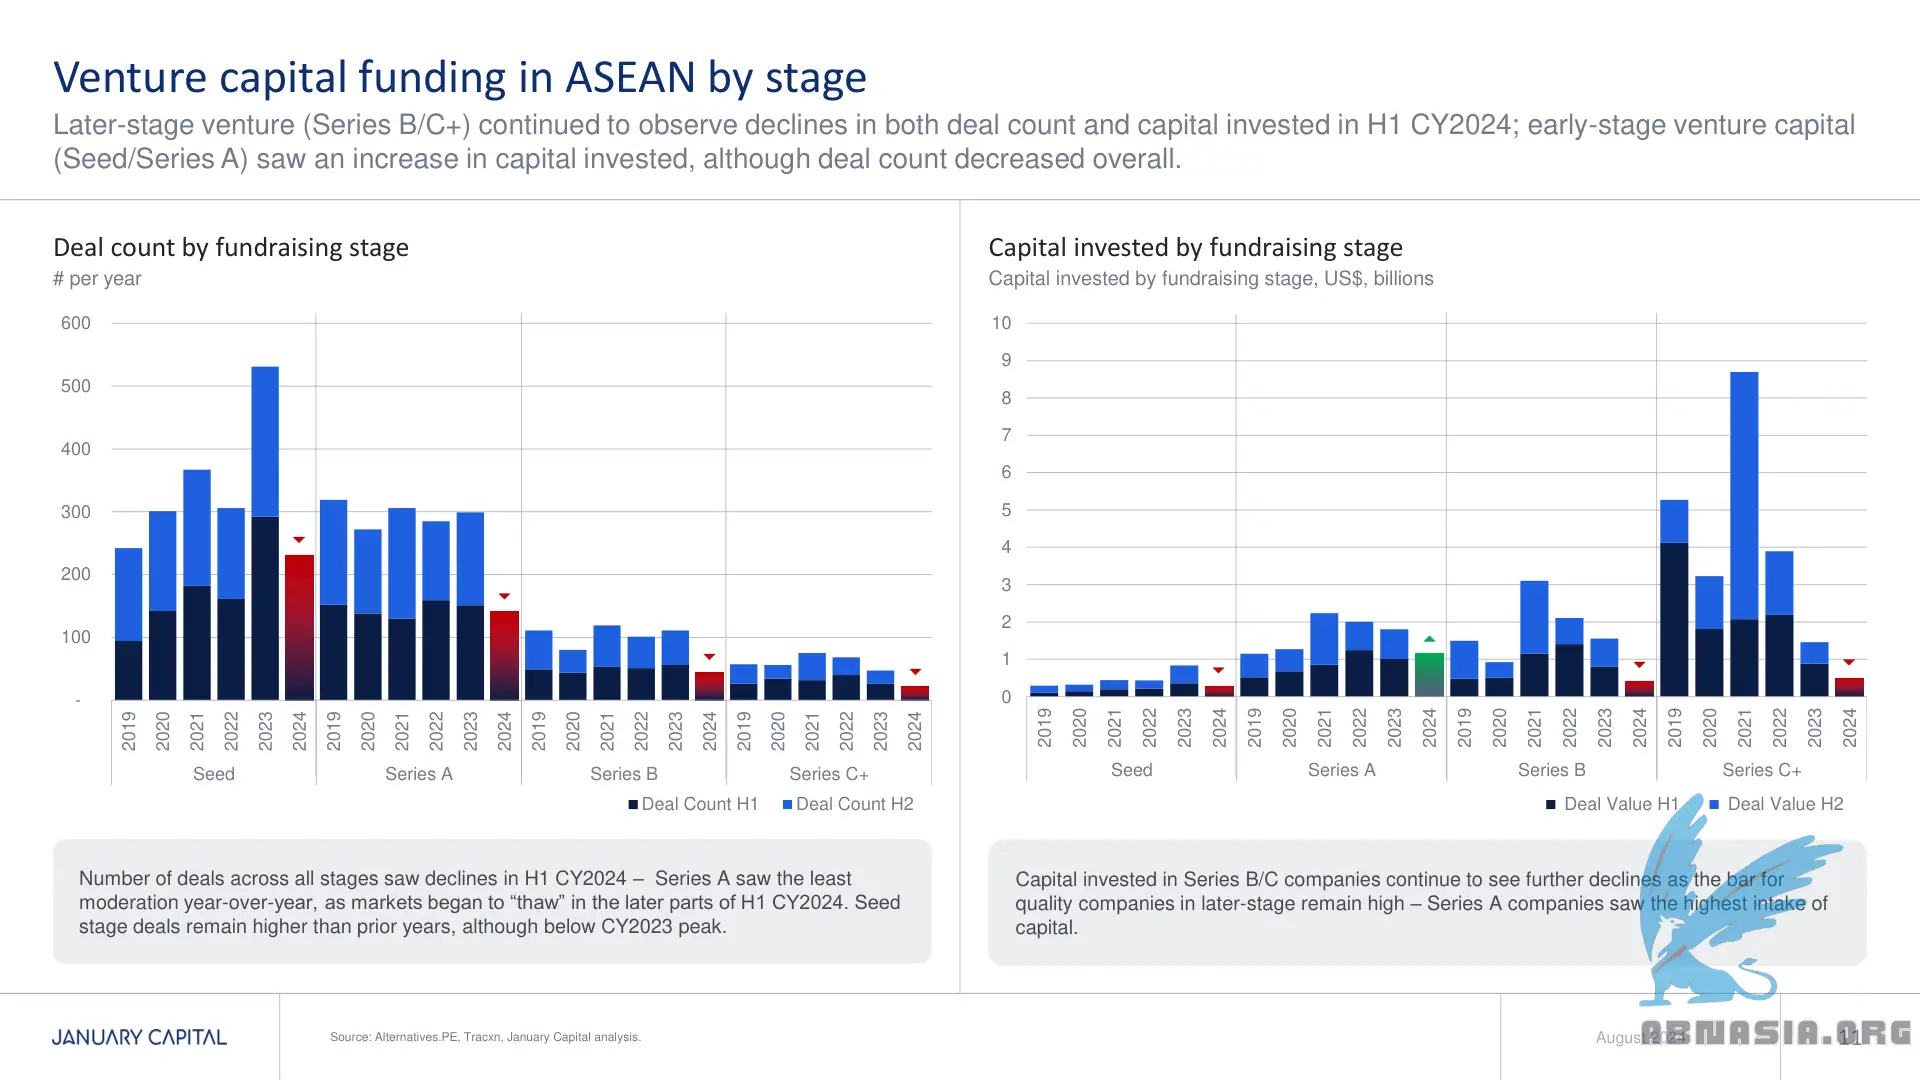 Venture capital funding in ASEAN by stage
Later-stage venture (Series B/C+) continued to observe declines in both deal count and capital invested in H1 CY2024; early-stage venture capital
(Seed/Series A) saw an increase in capital invested, although deal count decreased overall.
Deal count by fundraising stage
# per year
600
500
400
300
200
100
-
2019 2020 2021 2022 2023 2024 2019 2020 2021 2022 2023 2024 2019 2020 2021 2022 2023 2024 2019 2020 2021 2022 2023 2024
Seed Series A Series B Series C+
Deal Count H1 Deal Count H2
Number of deals across all stages saw declines in H1 CY2024 – Series A saw the least
moderation year-over-year, as markets began to “thaw” in the later parts of H1 CY2024. Seed
stage deals remain higher than prior years, although below CY2023 peak.
Capital invested by fundraising stage
Capital invested by fundraising stage, US$, billions
10
9
8
7
6
5
4
3
2
1
0
2019 2020 2021 2022 2023 2024 2019 2020 2021 2022 2023 2024 2019 2020 2021 2022 2023 2024 2019 2020 2021 2022 2023 2024
Seed Series A Series B Series C+
Deal Value H1 Deal Value H2
Capital invested in Series B/C companies continue to see further declines as the bar for
quality companies in later-stage remain high – Series A companies saw the highest intake of
capital.
JANUARY CAPITAL
Source: Alternatives.PE, Tracxn, January Capital analysis.
August 2024
11
ABNASIA.ORG